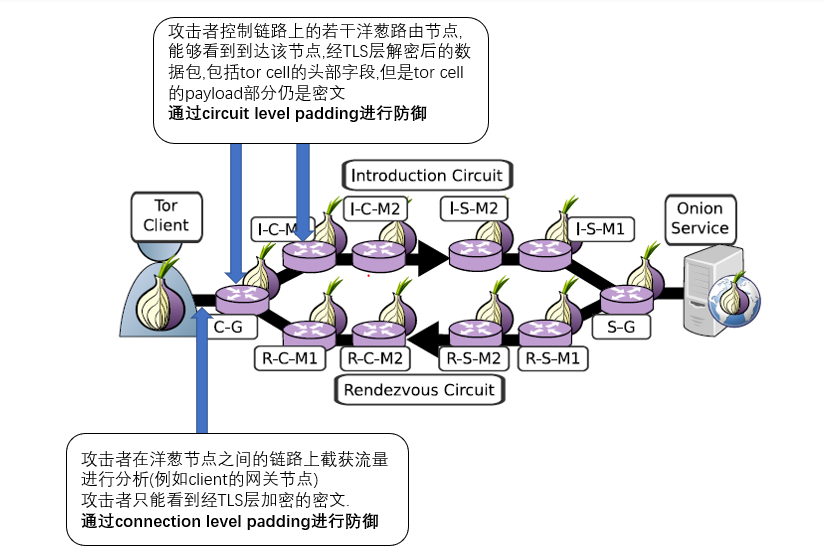 攻击者控制链路上的若干洋葱路由节点,
能够看到到达该节点,经TLS层解密后的数
据包,包括tor cell的头部字段,但是tor cell
的payload部分仍是密文
通过circuit level padding进行防御
Introduction Circuit
Tor
Client
I-C-M
I-C-M2
I-S-M2
I-S-M1
Onion
Service
C-G
S-G
R-C-M1
R-C-M2
R-S-M2
R-S-M1
Rendezvous Circuit
攻击者在洋葱节点之间的链路上截获流量
进行分析(例如client的网关节点)
攻击者只能看到经TLS层加密的密文.
通过connection level padding进行防御